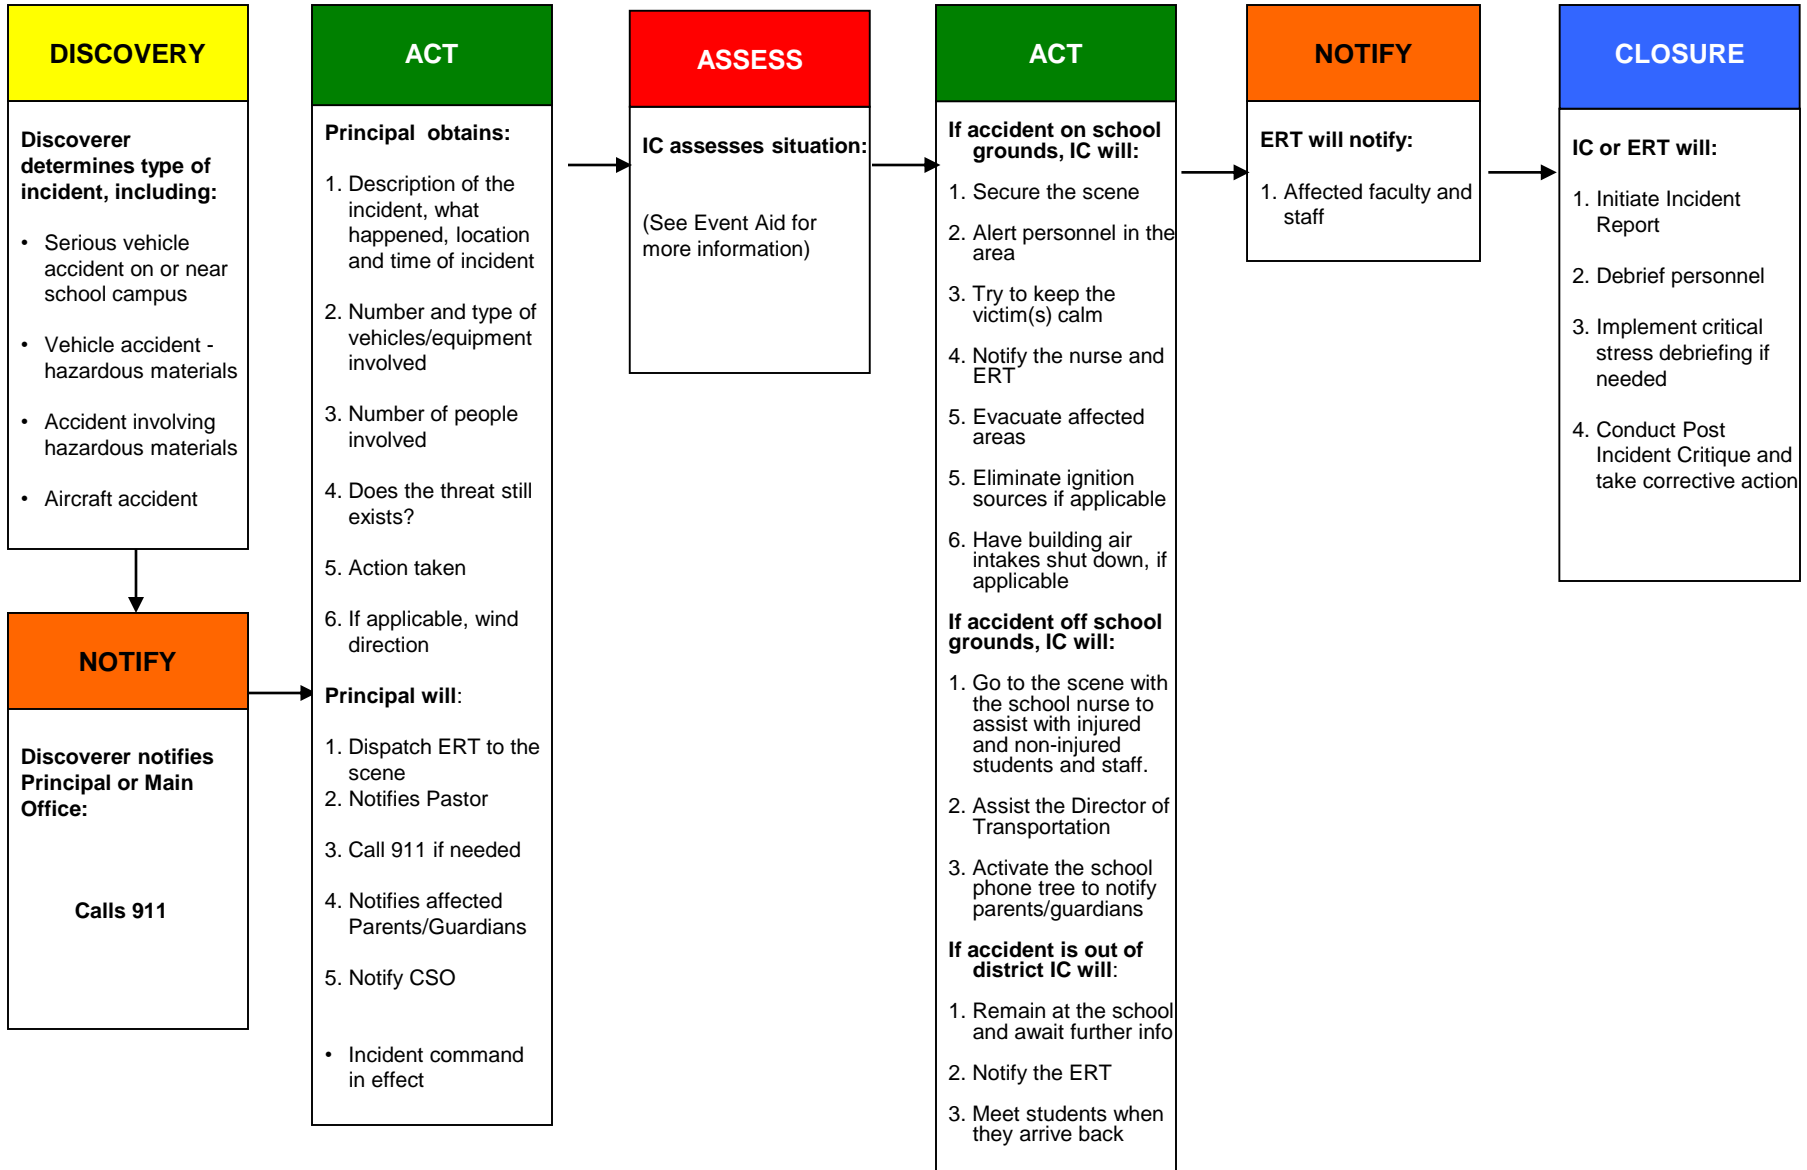 DISCOVERY
Discoverer
determines type of
incident, including:
• Serious vehicle
accident on or near
school campus
• Vehicle accident -
hazardous materials
• Accident involving
hazardous materials
• Aircraft accident
NOTIFY
Discoverer notifies
Principal or Main
Office:
Calls 911
ACT
Principal obtains:
1. Description of the
incident, what
happened, location
and time of incident
2. Number and type of
vehicles/equipment
involved
3. Number of people
involved
4. Does the threat still
exists?
5. Action taken
6. If applicable, wind
direction
Principal will:
1. Dispatch ERT to the
scene
2. Notifies Pastor
3. Call 911 if needed
4. Notifies affected
Parents/Guardians
5. Notify CSO
• Incident command
in effect
ASSESS
IC assesses situation:
(See Event Aid for
more information)
ACT
If accident on school
grounds, IC will:
1. Secure the scene
2. Alert personnel in the
area
3. Try to keep the
victim(s) calm
4. Notify the nurse and
ERT
5. Evacuate affected
areas
5. Eliminate ignition
sources if applicable
6. Have building air
intakes shut down, if
applicable
If accident off school
grounds, IC will:
1. Go to the scene with
the school nurse to
assist with injured
and non-injured
students and staff.
2. Assist the Director of
Transportation
3. Activate the school
phone tree to notify
parents/guardians
If accident is out of
district IC will:
1. Remain at the school
and await further info
2. Notify the ERT
3. Meet students when
they arrive back
NOTIFY
ERT will notify:
1. Affected faculty and
staff
CLOSURE
IC or ERT will:
1. Initiate Incident
Report
2. Debrief personnel
3. Implement critical
stress debriefing if
needed
4. Conduct Post
Incident Critique and
take corrective action